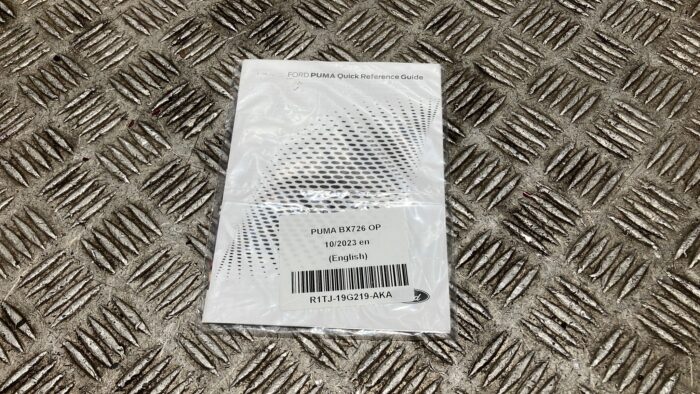 FORD PUMA Quick Reference Guide
PUMA BX726 OP
10/2023 en
(English)
R1TJ-19G219-AKA